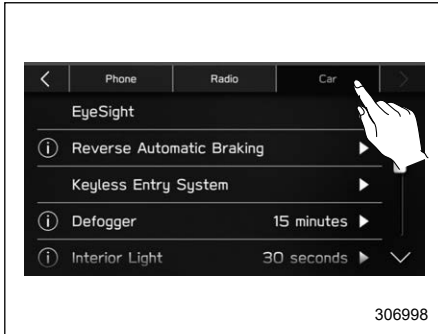 Phone Radio Car
EyeSight
Reverse Automatic Braking
Keyless Entry System
Defogger 15 minutes
Interior Light 30 seconds
306998